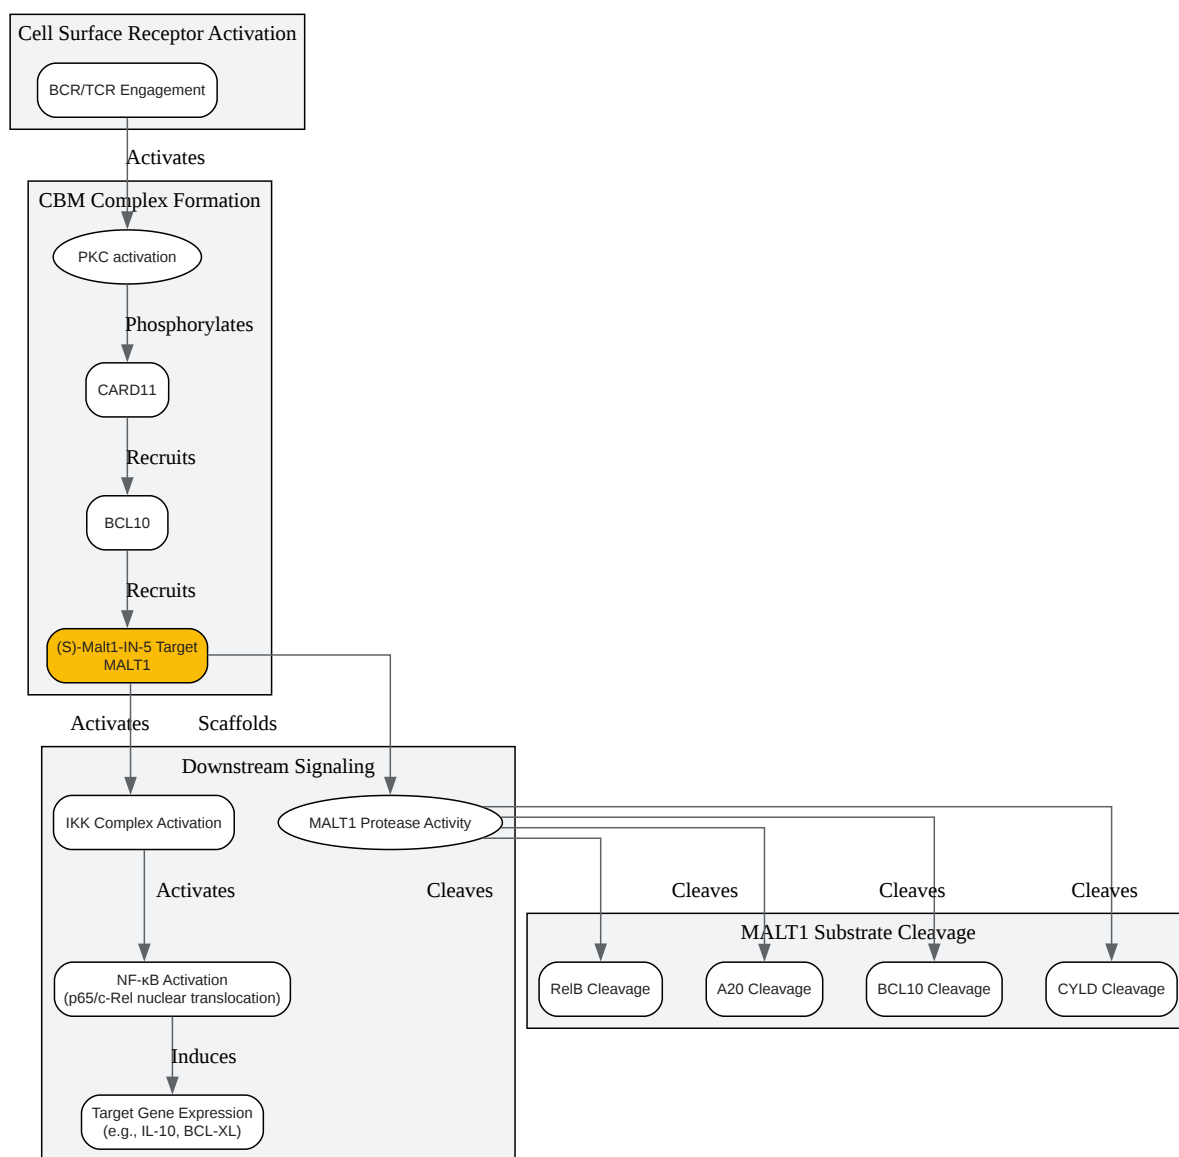 Cell Surface Receptor Activation
BCR/TCR Engagement
Activates
CBM Complex Formation
PKC activation
Phosphorylates
CARD11
Recruits
BCL10
Recruits
(S)-Malt1-IN-5 Target
MALT1
Activates
Scaffolds
Downstream Signaling
IKK Complex Activation
MALT1 Protease Activity
Activates
Cleaves
Cleaves
Cleaves
Cleaves
MALT1 Substrate Cleavage
NF-κB Activation
(p65/c-Rel nuclear translocation)
RelB Cleavage
A20 Cleavage
BCL10 Cleavage
CYLD Cleavage
Induces
Target Gene Expression
(e.g., IL-10, BCL-XL)